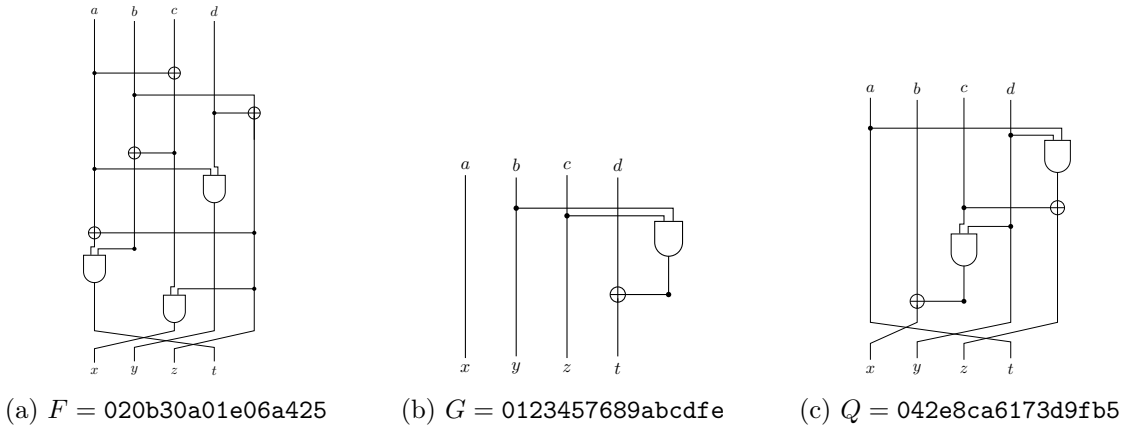 a b c d
x y z t
(a) F = 020b30a01e06a425
a b c d
x y z t
(b) G = 0123457689abcdfe
a b c d
x y z t
(c) Q = 042e8ca6173d9fb5